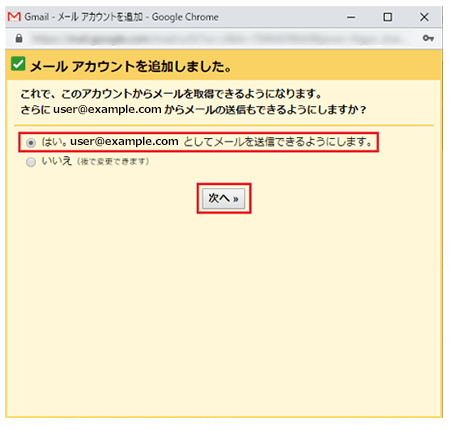 Gmail - メール アカウントを追加 - Google Chrome
メール アカウントを追加しました。
これで、このアカウントからメールを取得できるようになります。
さらに user@example.com からメールの送信もできるようにしますか？
はい。user@example.com としてメールを送信できるようにします。
いいえ（後で変更できます）
次へ »